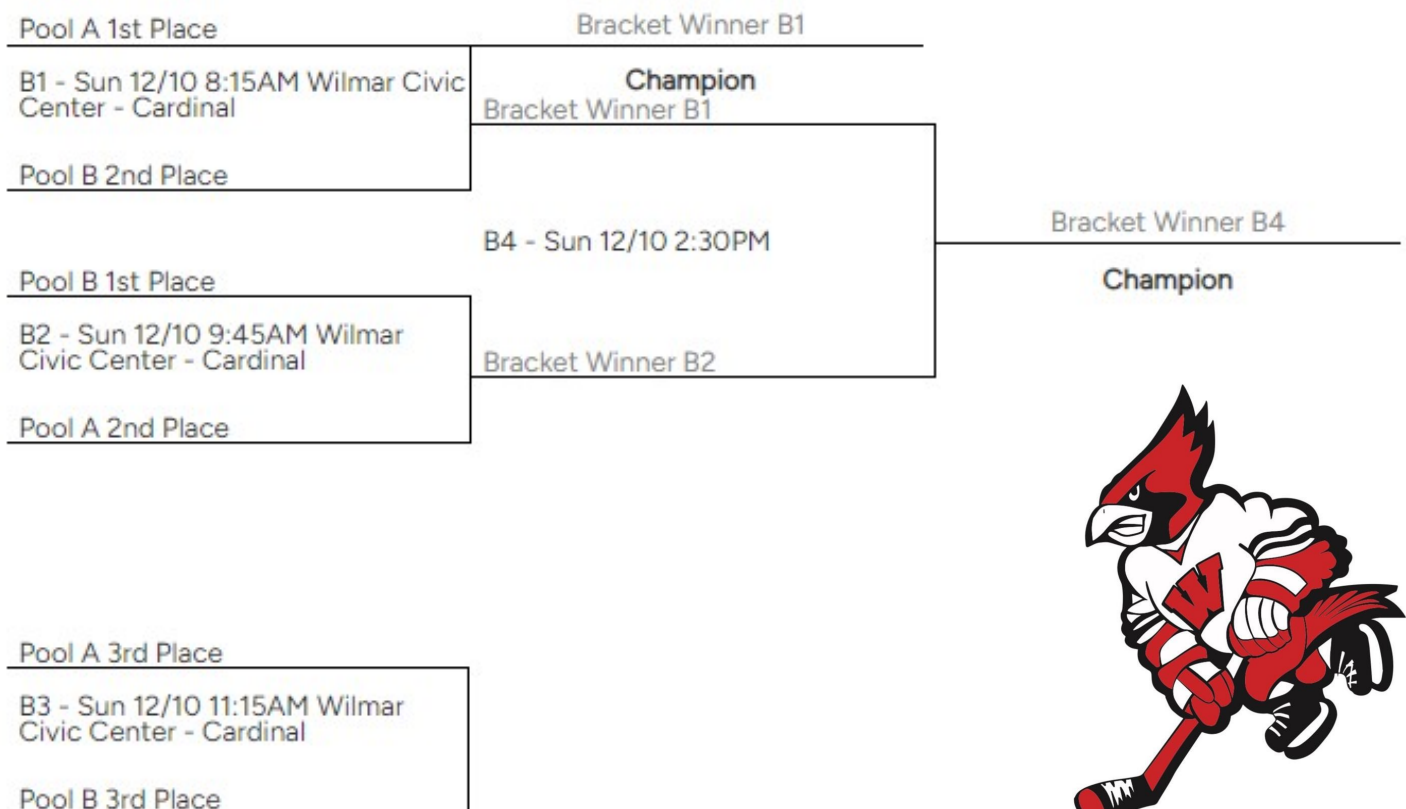 Pool A 1st Place
Bracket Winner B1
B1 - Sun 12/10 8:15AM Wilmar Civic
Center - Cardinal
Champion
Bracket Winner B1
Pool B 2nd Place
B4 - Sun 12/10 2:30PM
Bracket Winner B4
Champion
Pool B 1st Place
B2 - Sun 12/10 9:45AM Wilmar
Civic Center - Cardinal
Bracket Winner B2
Pool A 2nd Place
Pool A 3rd Place
B3 - Sun 12/10 11:15AM Wilmar
Civic Center - Cardinal
Pool B 3rd Place
W